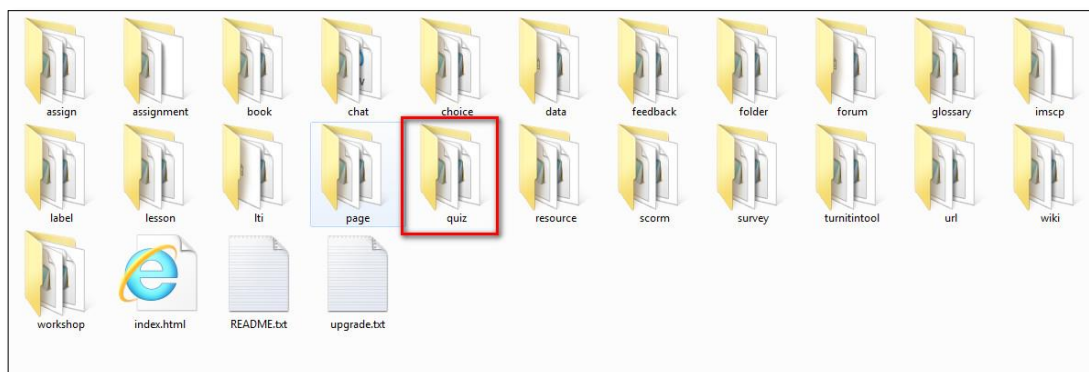 assign assignment book chat choice data feedback folder forum glossary imscp
label lesson lti page quiz resource scorm survey turnitintool url wiki
workshop index.html README.txt upgrade.txt